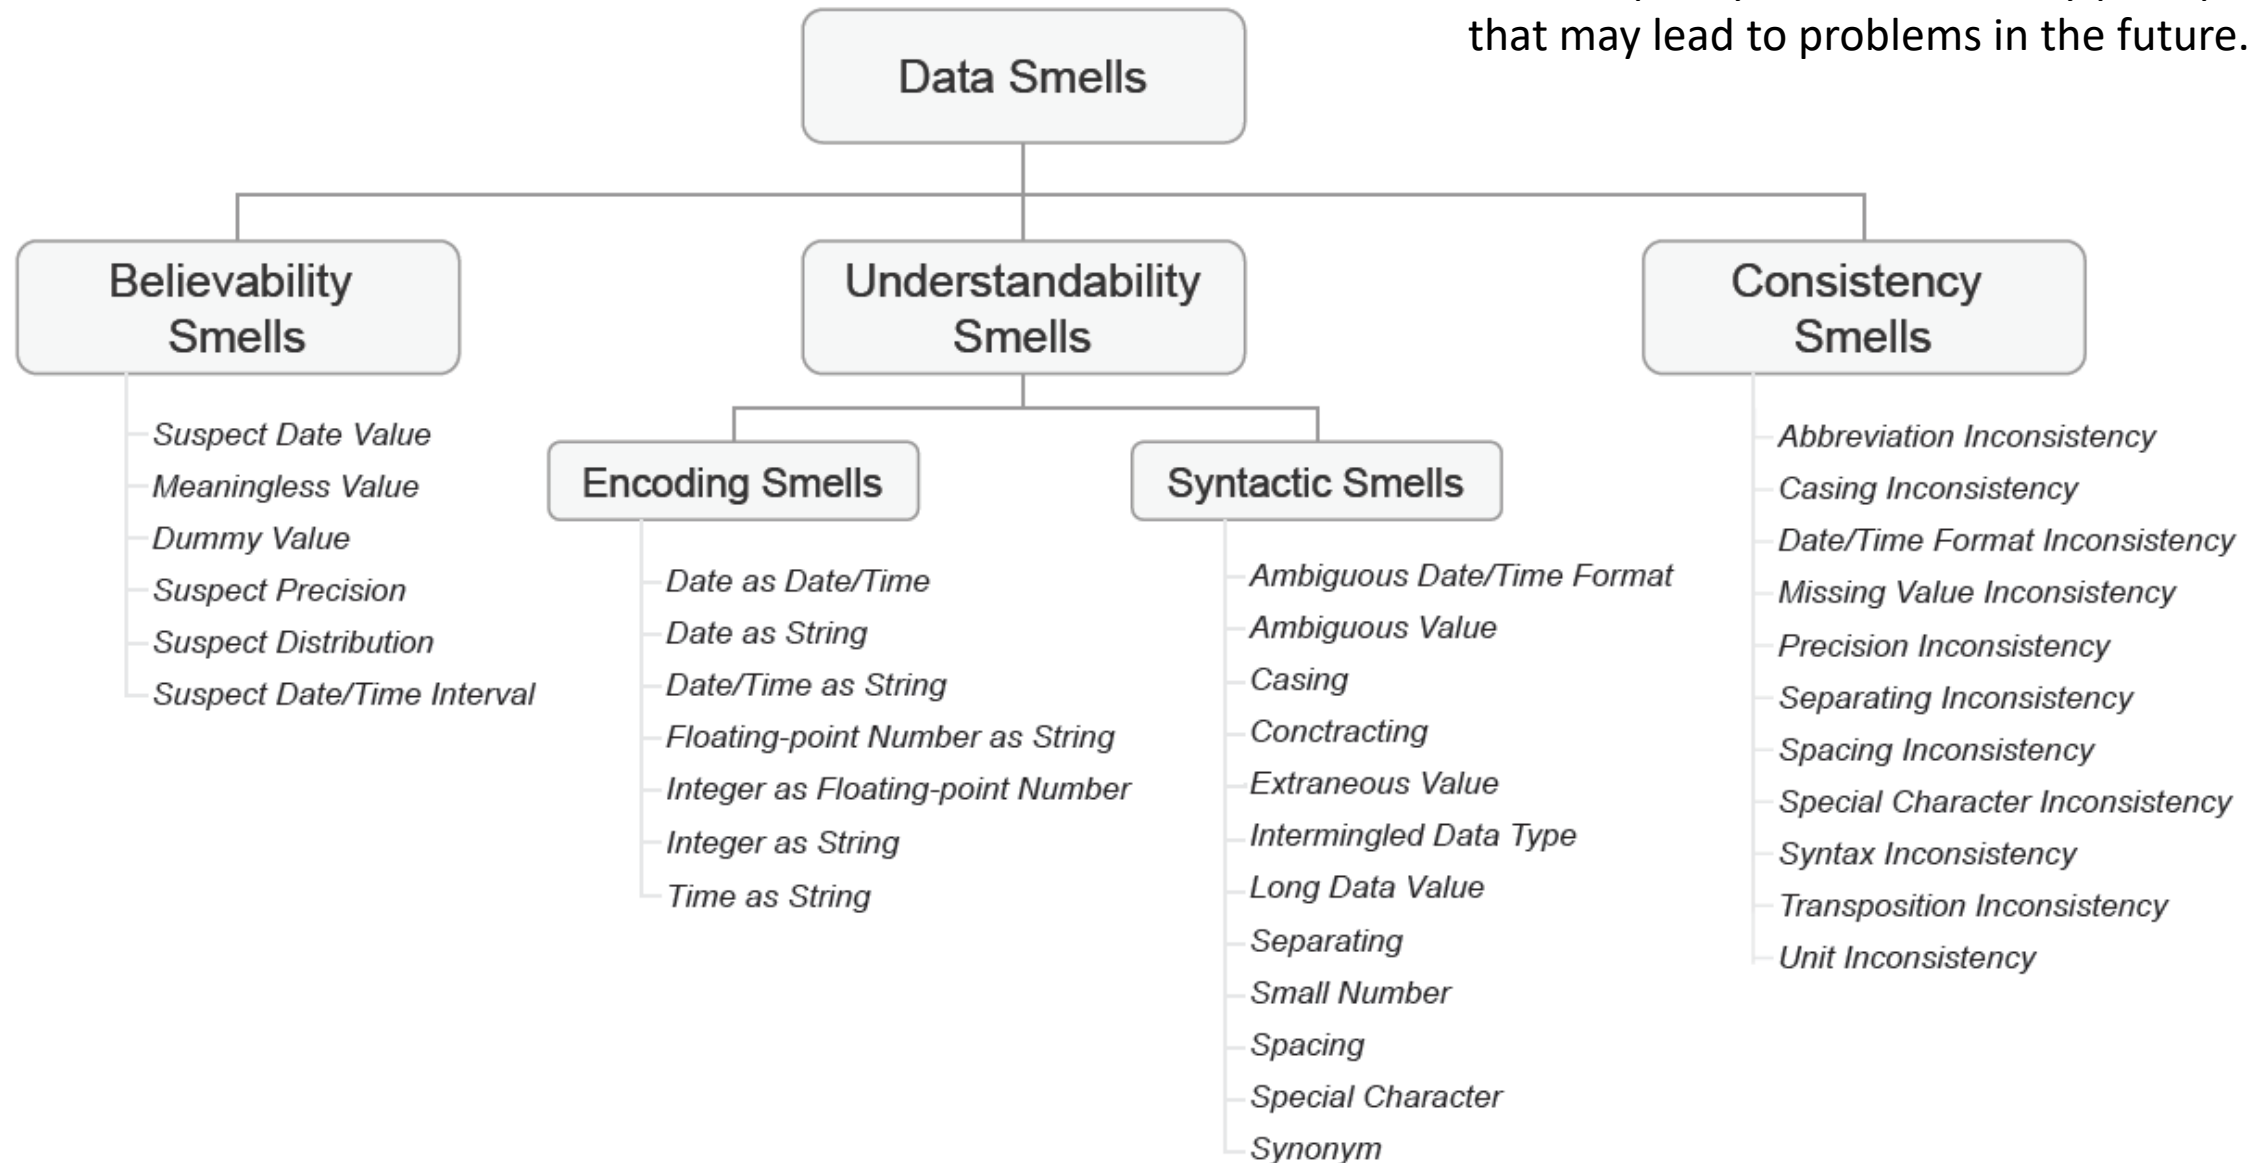 that may lead to problems in the future.
Data Smells
Believability
Smells
Suspect Date Value
Meaningless Value
Dummy Value
Suspect Precision
Suspect Distribution
Suspect Date/Time Interval
Understandability
Smells
Encoding Smells
Date as Date/Time
Date as String
Date/Time as String
Floating-point Number as String
Integer as Floating-point Number
Integer as String
Time as String
Syntactic Smells
Ambiguous Date/Time Format
Ambiguous Value
Casing
Conctracting
Extraneous Value
Intermingled Data Type
Long Data Value
Separating
Small Number
Spacing
Special Character
Synonym
Consistency
Smells
Abbreviation Inconsistency
Casing Inconsistency
Date/Time Format Inconsistency
Missing Value Inconsistency
Precision Inconsistency
Separating Inconsistency
Spacing Inconsistency
Special Character Inconsistency
Syntax Inconsistency
Transposition Inconsistency
Unit Inconsistency